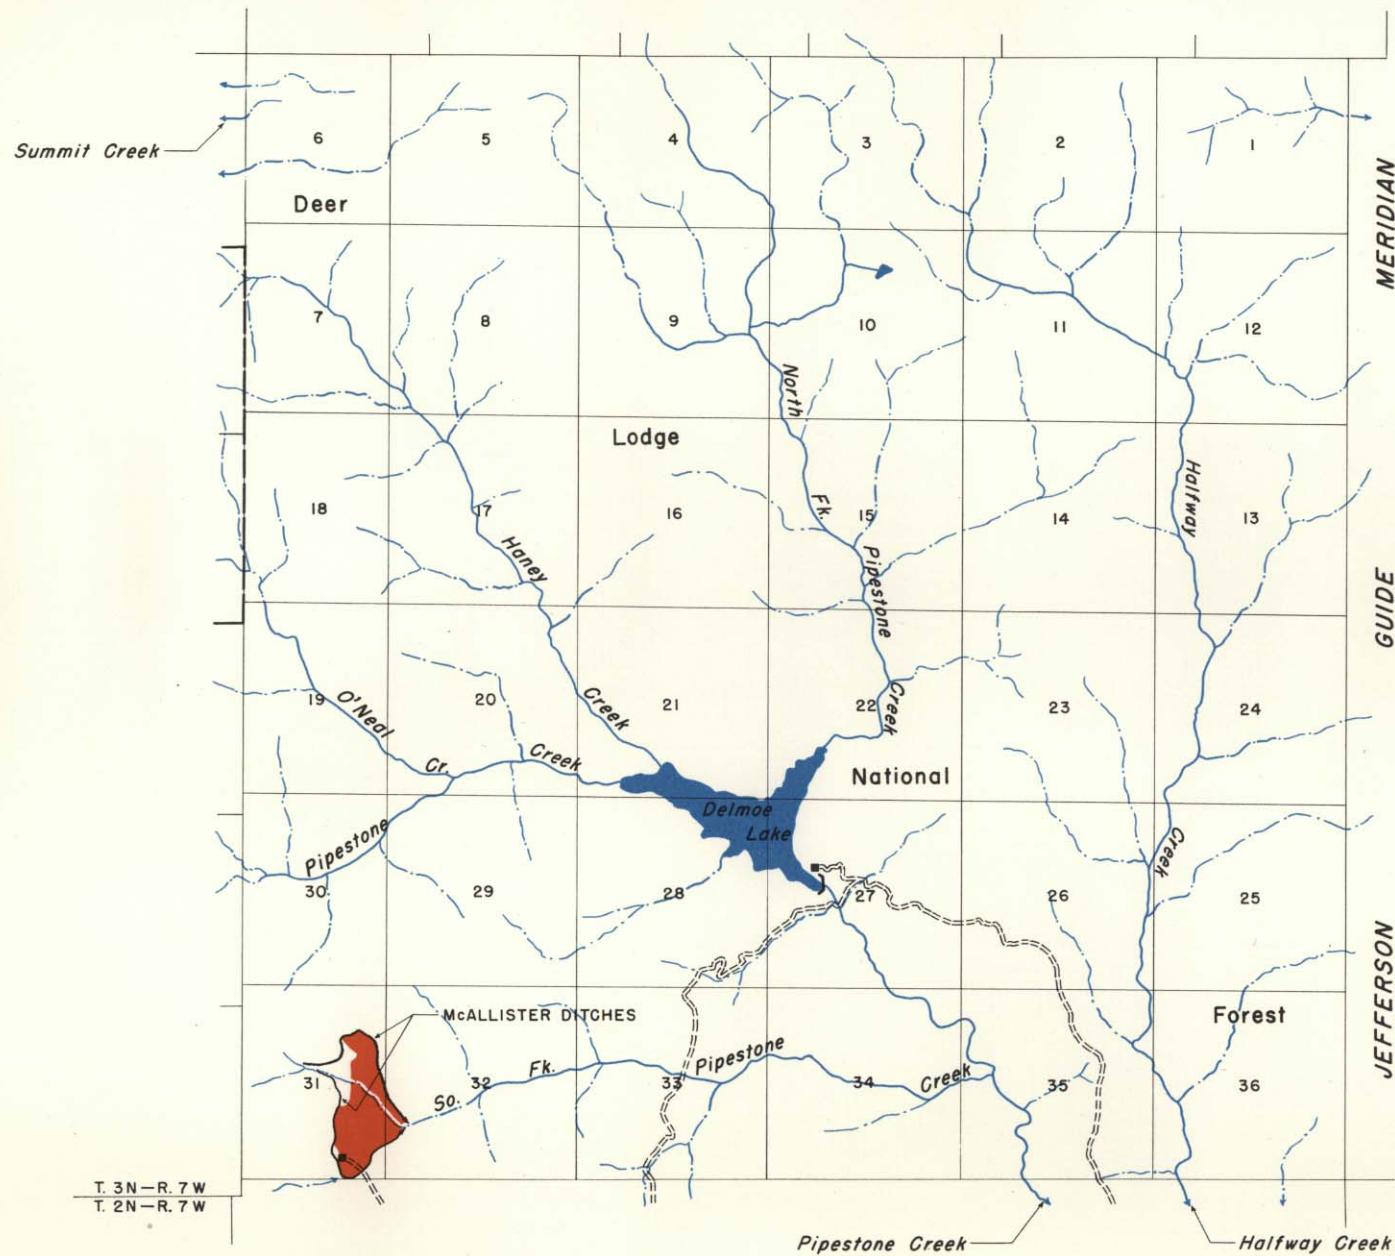 6
5
4
3
2
1
Summit Creek
Deer
MERIDIAN
7
8
9
10
11
12
North
Lodge
Fk.
Halfway
18
17
16
15
14
13
Haney
Pipestone
GUIDE
19
O'Neal
20
Creek
21
22
Creek
23
24
Cr.
Creek
National
Delmoe
Lake
Pipestone
Creek
30
29
28
27
26
25
JEFFERSON
McALLISTER DITCHES
Forest
31
So.
32
Fk.
33
Pipestone
34
Creek
35
36
T. 3N—R. 7W
T. 2N—R. 7W
Pipestone Creek
Halfway Creek